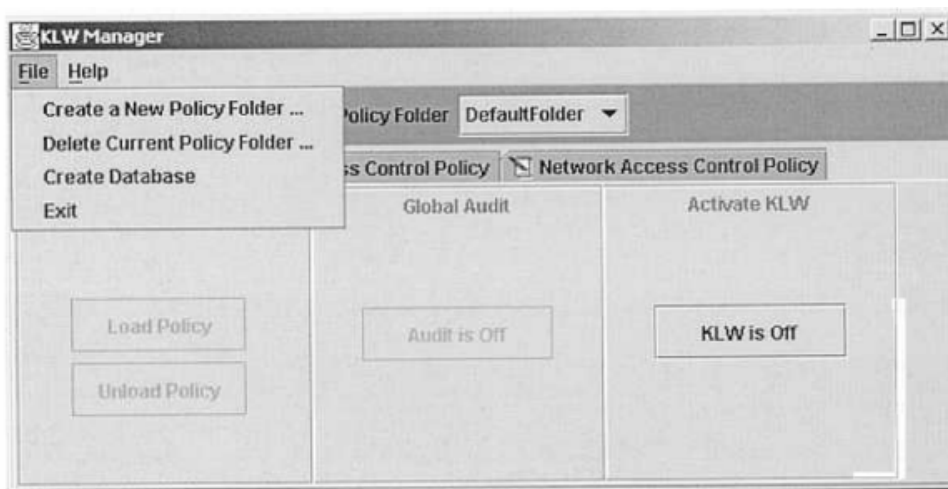 KLW Manager
File Help
Create a New Policy Folder ...
Delete Current Policy Folder ...
Create Database
Exit
Policy Folder DefaultFolder
ss Control Policy Network Access Control Policy
Global Audit Activate KLW
Load Policy Audit is Off KLW is Off
Unload Policy